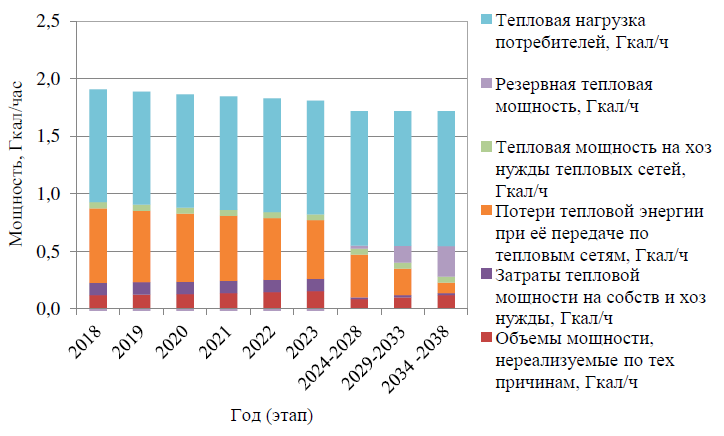 2,5
2,0
1,5
1,0
0,5
0,0
Мощность, Гкал/час
2018
2019
2020
2021
2022
2023
2024-2028
2029-2033
2034 -2038
Год (этап)
Тепловая нагрузка
потребителей, Гкал/ч
Резервная тепловая
мощность, Гкал/ч
Тепловая мощность на хоз
нужды тепловых сетей,
Гкал/ч
Потери тепловой энергии
при её передаче по
тепловым сетям, Гкал/ч
Затраты тепловой
мощности на собств и хоз
нужды, Гкал/ч
Объемы мощности,
нереализуемые по тех
причинам, Гкал/ч